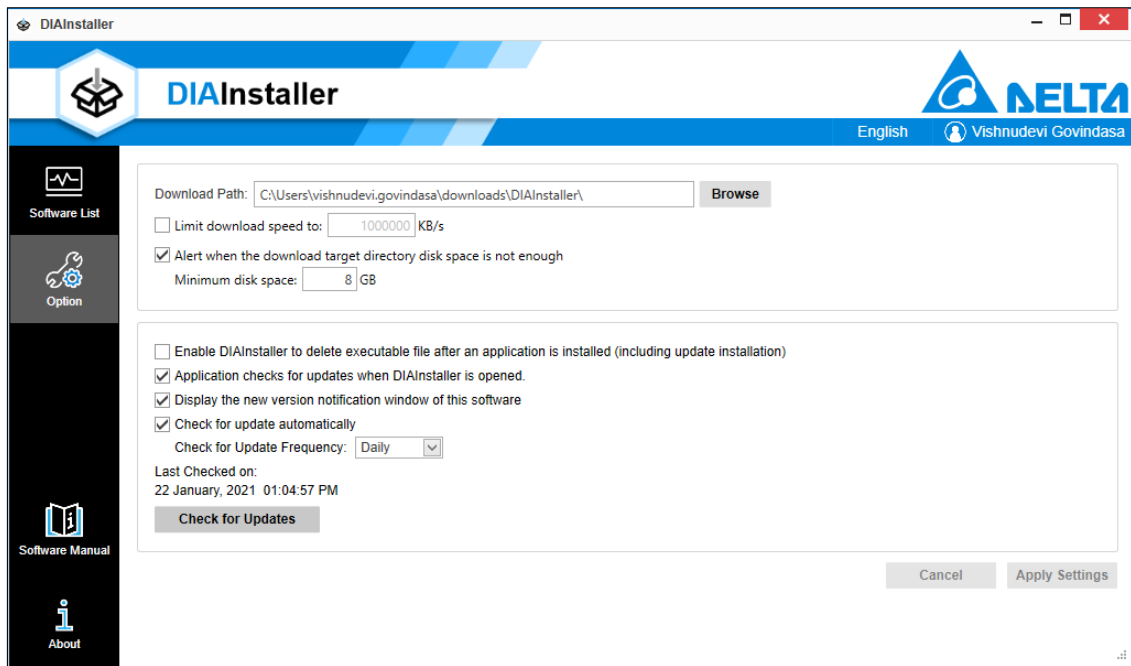 DIAInstaller
DIAInstaller
DELTA
English Vishnudevi Govindasa
Software List
Option
Software Manual
About
Download Path: C:\Users\vishnudevi.govindasa\downloads\DIAInstaller\ Browse
Limit download speed to: 1000000 KB/s
Alert when the download target directory disk space is not enough
Minimum disk space: 8 GB
Enable DIAInstaller to delete executable file after an application is installed (including update installation)
Application checks for updates when DIAInstaller is opened.
Display the new version notification window of this software
Check for update automatically
Check for Update Frequency: Daily
Last Checked on:
22 January, 2021 01:04:57 PM
Check for Updates
Cancel Apply Settings